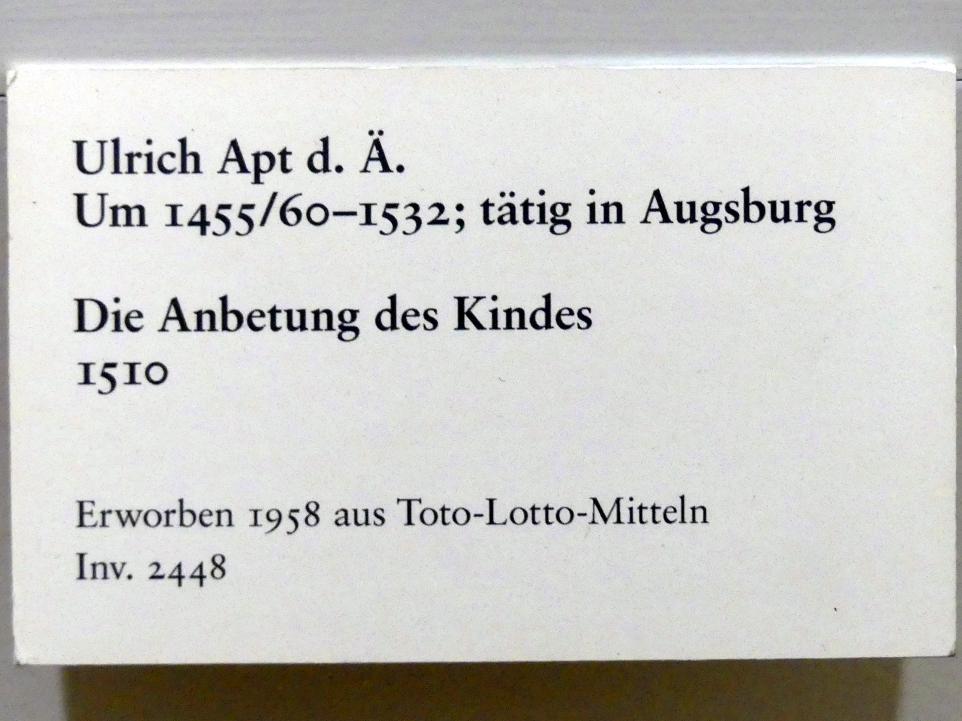 Ulrich Apt d. Ä.
Um 1455/60–1532; tätig in Augsburg
Die Anbetung des Kindes
1510
Erworben 1958 aus Toto-Lotto-Mitteln
Inv. 2448